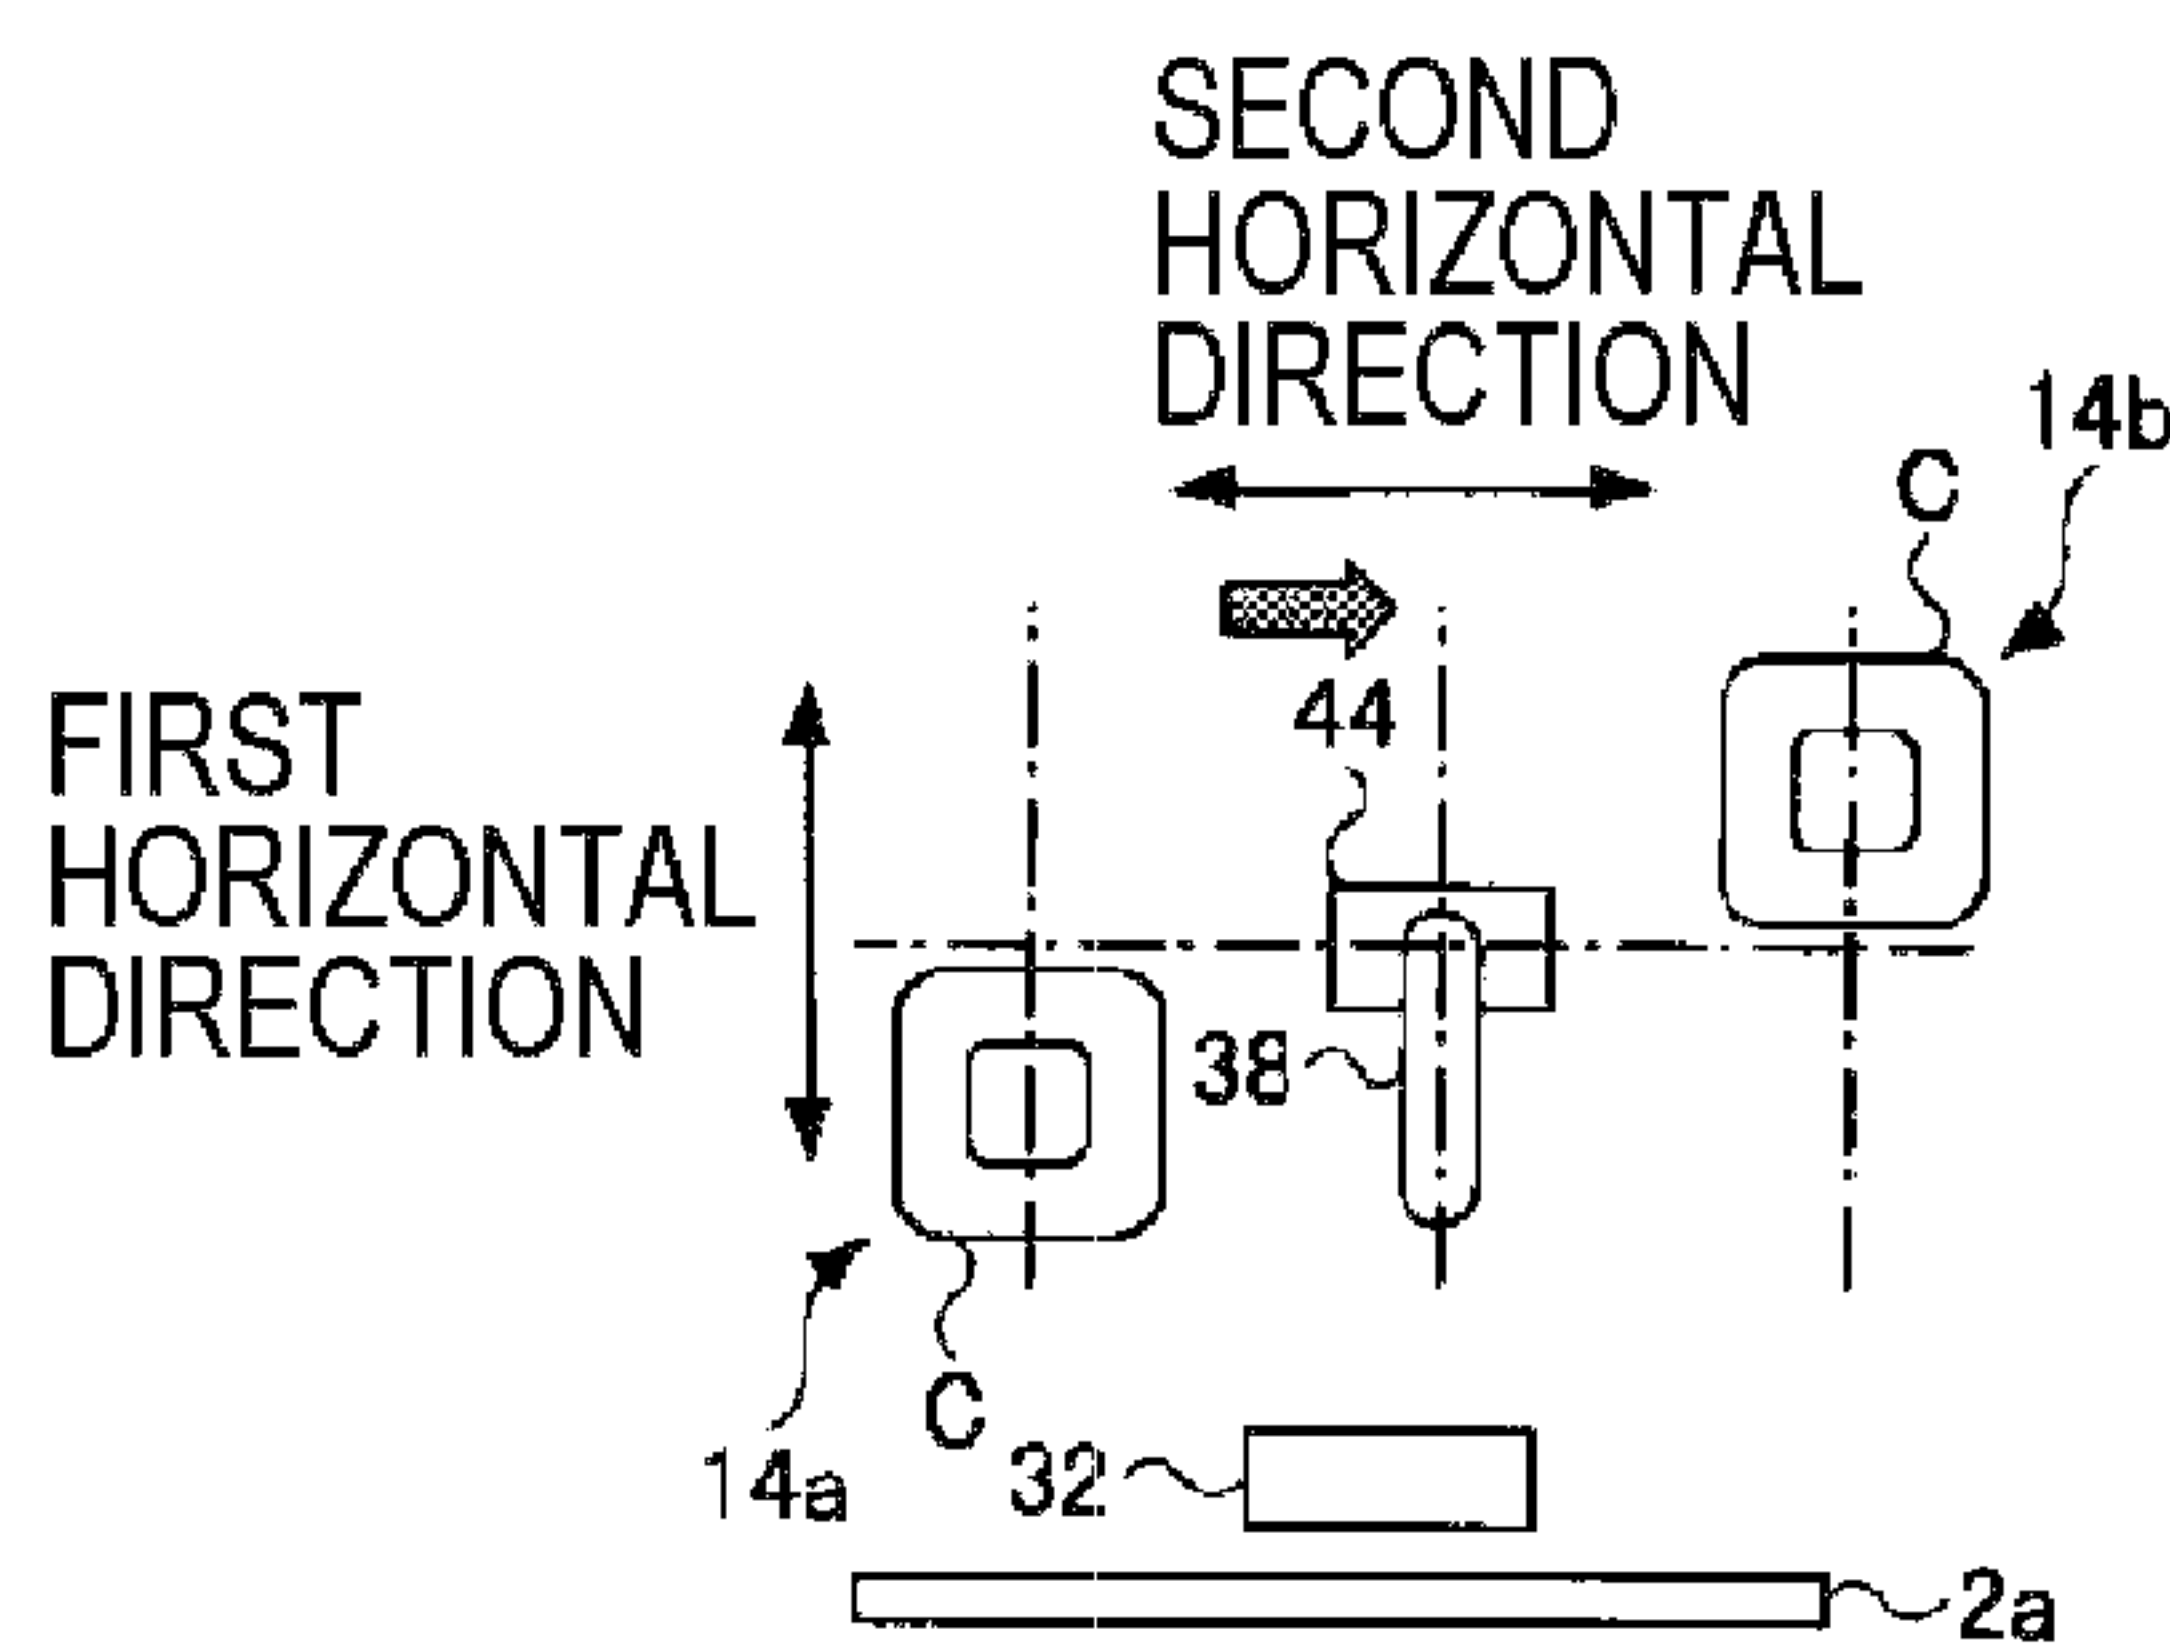 SECOND
HORIZONTAL
DIRECTION
14b
C
44
FIRST
HORIZONTAL
DIRECTION
38
C
14a
32
2a